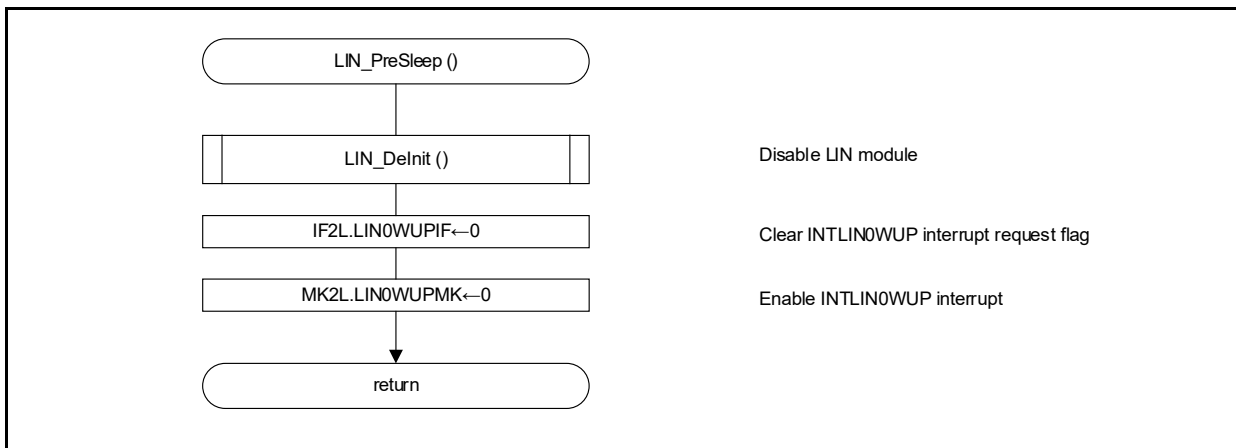 LIN_PreSleep ()
LIN_DeInit ()
Disable LIN module
IF2L.LIN0WUPIF←0
Clear INTLIN0WUP interrupt request flag
MK2L.LIN0WUPMK←0
Enable INTLIN0WUP interrupt
return